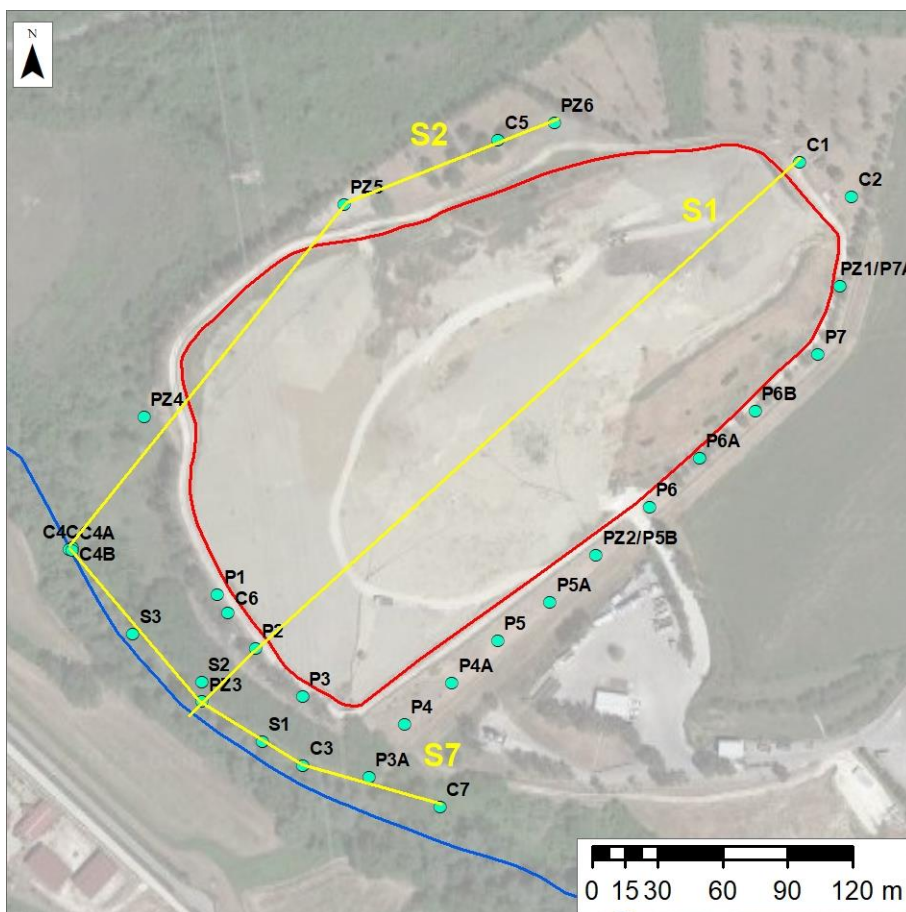 N
PZ6
C5
S2
C1
C2
PZ5
S1
PZ1/P7A
P7
PZ4
P6B
P6A
P6
C4C C4A
C4B
PZ2/P5B
P1
P5A
C6
S3
P2
P5
S2
P4A
PZ3
P3
P4
S1
S7
C3
P3A
C7
0 15 30 60 90 120 m